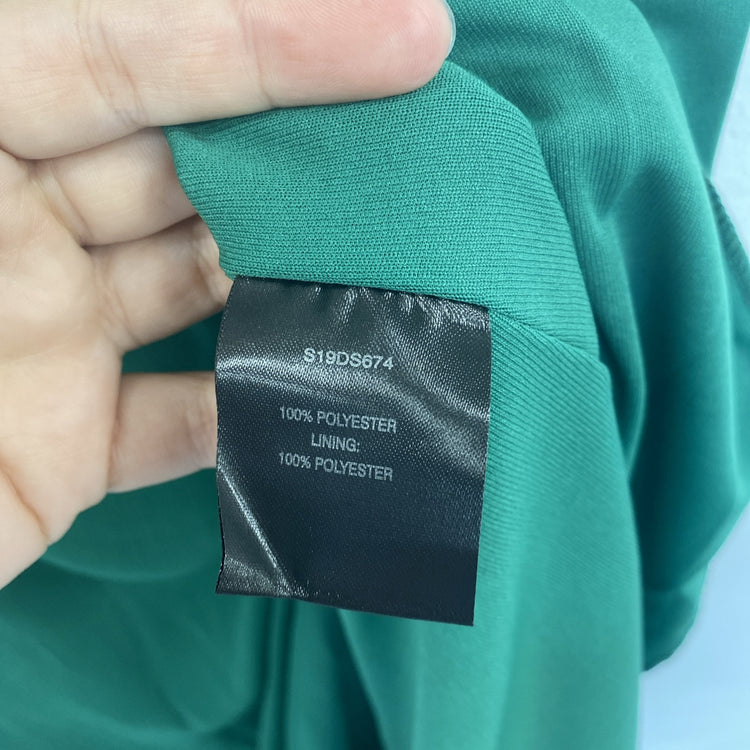 S19DS674
100% POLYESTER
LINING:
100% POLYESTER